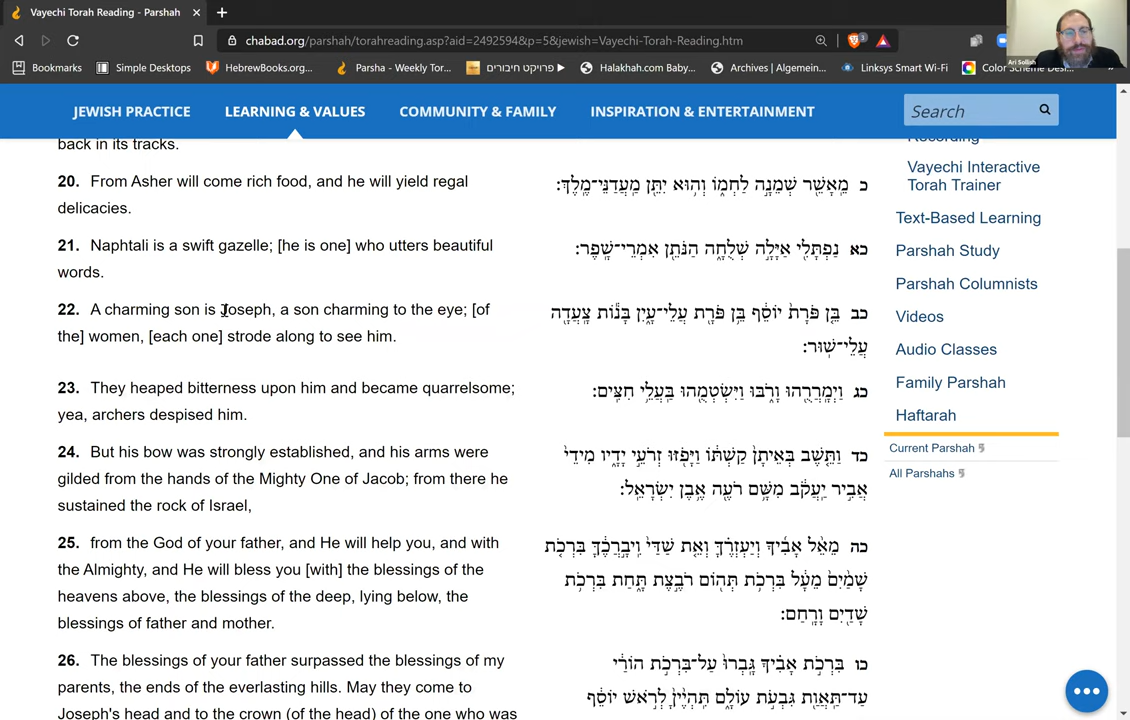 Vayechi Torah Reading - Parshah
chabad.org/parshah/torahreading.asp?aid=2492594&p=5&jewish=Vayechi-Torah-Reading.htm
Bookmarks Simple Desktops HebrewBooks.org... Parsha - Weekly Tor... פרויקט חיבורים Halakhah.com Baby... Archives | Algemein... Linksys Smart Wi-Fi Color Scheme Desi...
Ari Sollish
JEWISH PRACTICE LEARNING & VALUES COMMUNITY & FAMILY INSPIRATION & ENTERTAINMENT Search
back in its tracks.
20. From Asher will come rich food, and he will yield regal
delicacies.
כ מֵאָשֵׁ֖ר שְׁמֵנָ֣ה לַחְמ֑וֹ וְה֥וּא יִתֵּ֖ן מַֽעֲדַנֵּי־מֶֽלֶךְ:
21. Naphtali is a swift gazelle; [he is one] who utters beautiful
words.
כא נַפְתָּלִ֖י אַיָּלָ֣ה שְׁלֻחָ֑ה הַנֹּתֵ֖ן אִמְרֵי־שָֽׁפֶר:
22. A charming son is Joseph, a son charming to the eye; [of
the] women, [each one] strode along to see him.
כב בֵּ֤ן פֹּרָת֙ יוֹסֵ֔ף בֵּ֥ן פֹּרָ֖ת עֲלֵי־עָ֑יִן בָּנ֕וֹת צָֽעֲדָ֖ה
עֲלֵי־שֽׁוּר:
23. They heaped bitterness upon him and became quarrelsome;
yea, archers despised him.
כג וַיְמָֽרְרֻ֖הוּ וָרֹ֑בּוּ וַיִּשְׂטְמֻ֖הוּ בַּֽעֲלֵ֥י חִצִּֽים:
24. But his bow was strongly established, and his arms were
gilded from the hands of the Mighty One of Jacob; from there he
sustained the rock of Israel,
כד וַתֵּ֤שֶׁב בְּאֵיתָן֙ קַשְׁתּ֔וֹ וַיָּפֹ֖זּוּ זְרֹעֵ֣י יָדָ֑יו מִידֵי֙
אֲבִ֣יר יַֽעֲקֹ֔ב מִשָּׁ֥ם רֹעֶ֖ה אֶ֥בֶן יִשְׂרָאֵֽל:
25. from the God of your father, and He will help you, and with
the Almighty, and He will bless you [with] the blessings of the
heavens above, the blessings of the deep, lying below, the
blessings of father and mother.
כה מֵאֵ֨ל אָבִ֜יךָ וְיַעְזְרֶ֗ךָּ וְאֵ֤ת שַׁדַּי֙ וִיבָ֣רְכֶ֔ךָּ בִּרְכֹ֤ת
שָׁמַ֨יִם֙ מֵעָ֔ל בִּרְכֹ֥ת תְּה֖וֹם רֹבֶ֣צֶת תָּ֑חַת בִּרְכֹ֥ת
שָׁדַ֖יִם וָרָֽחַם:
26. The blessings of your father surpassed the blessings of my
parents, the ends of the everlasting hills. May they come to
Joseph's head and to the crown (of the head) of the one who was
כו בִּרְכֹ֣ת אָבִ֗יךָ גָּֽבְרוּ֙ עַל־בִּרְכֹ֣ת הוֹרַ֔י
עַד־תַּֽאֲוַ֖ת גִּבְעֹ֣ת עוֹלָ֑ם תִּֽהְיֶ֨יןָ֙ לְרֹ֣אשׁ יוֹסֵ֔ף
Recording
Vayechi Interactive
Torah Trainer
Text-Based Learning
Parshah Study
Parshah Columnists
Videos
Audio Classes
Family Parshah
Haftarah
Current Parshah
All Parshahs